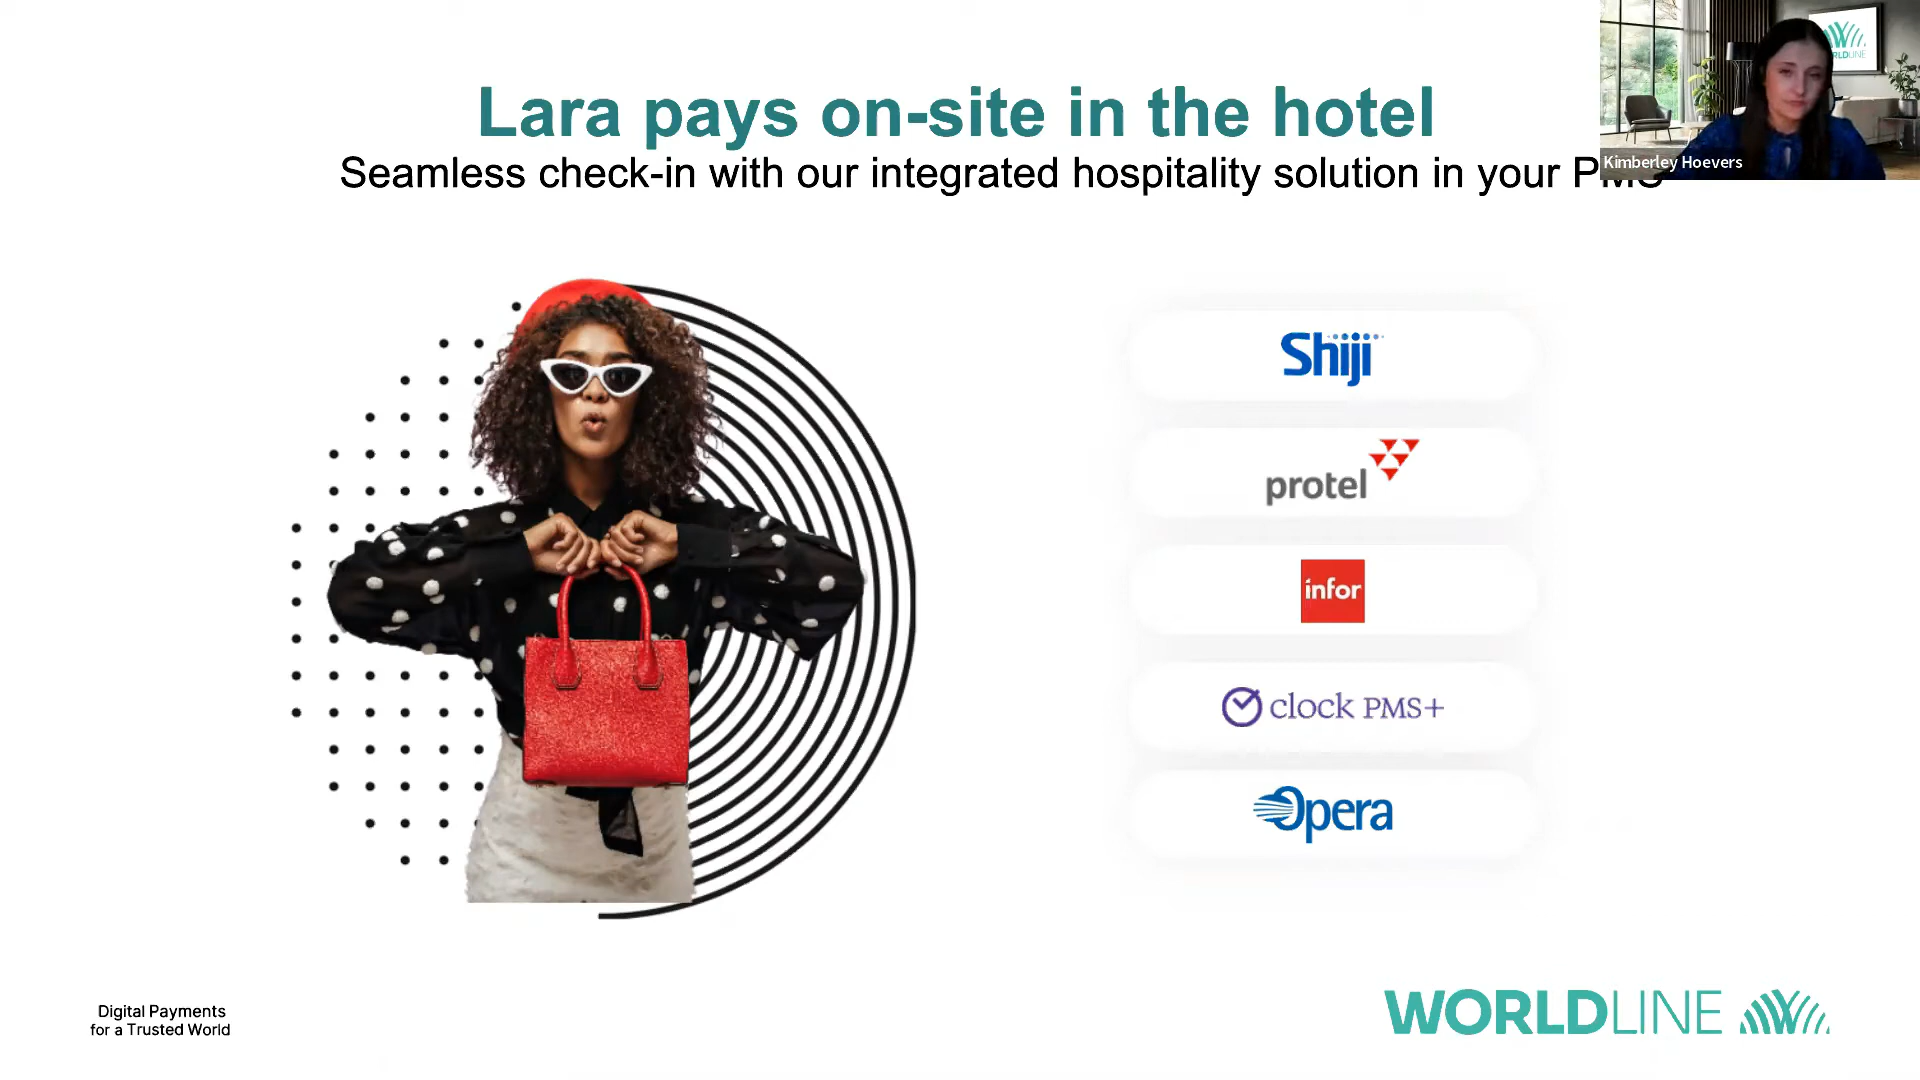 Lara pays on-site in the hotel
Seamless check-in with our integrated hospitality solution in your PMS
Kimberley Hoevers
Shiji
protel
infor
clock PMS+
Opera
Digital Payments
for a Trusted World
WORLDLINE